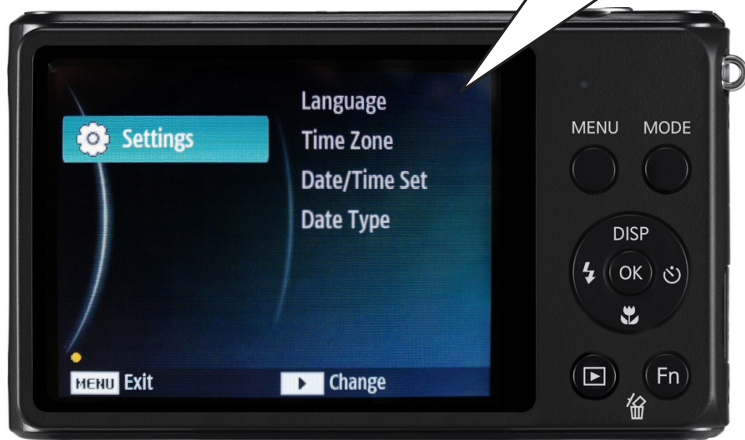 Language
Settings
Time Zone
Date/Time Set
Date Type
MENU Exit
Change
MENU MODE
DISP
OK
Fn